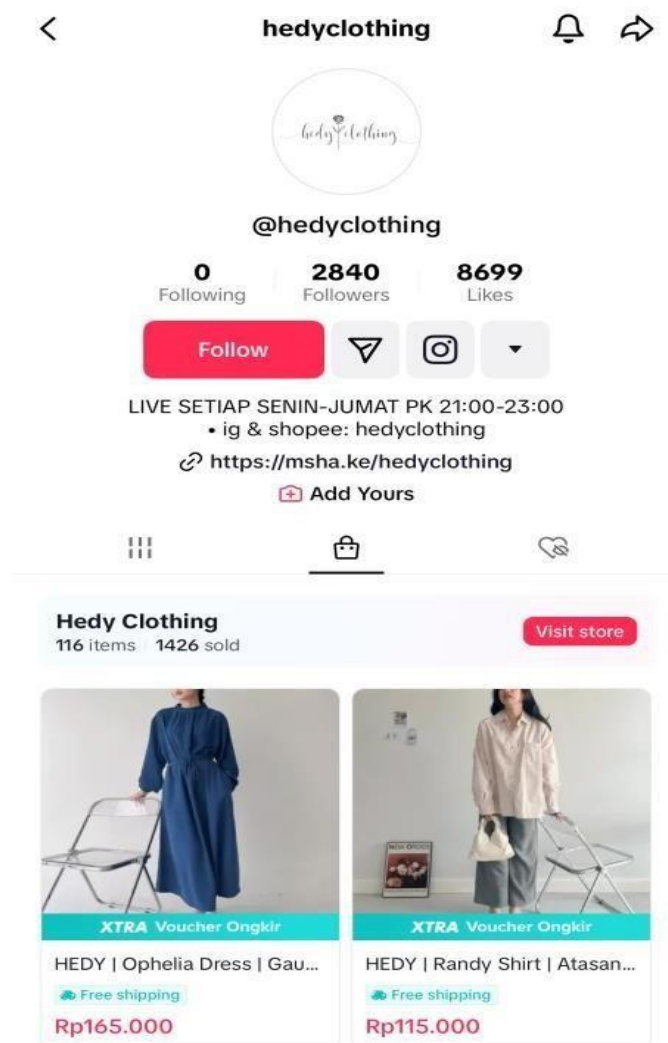 hedyclothing
hedy clothing
@hedyclothing
0 2840 8699
Following Followers Likes
Follow
LIVE SETIAP SENIN-JUMAT PK 21:00-23:00
• ig & shopee: hedyclothing
https://msha.ke/hedyclothing
Add Yours
Hedy Clothing
116 items 1426 sold
Visit store
NEW ORDER
XTRA Voucher Ongkir
XTRA Voucher Ongkir
HEDY | Ophelia Dress | Gau...
HEDY | Randy Shirt | Atasan...
Free shipping
Free shipping
Rp165.000
Rp115.000